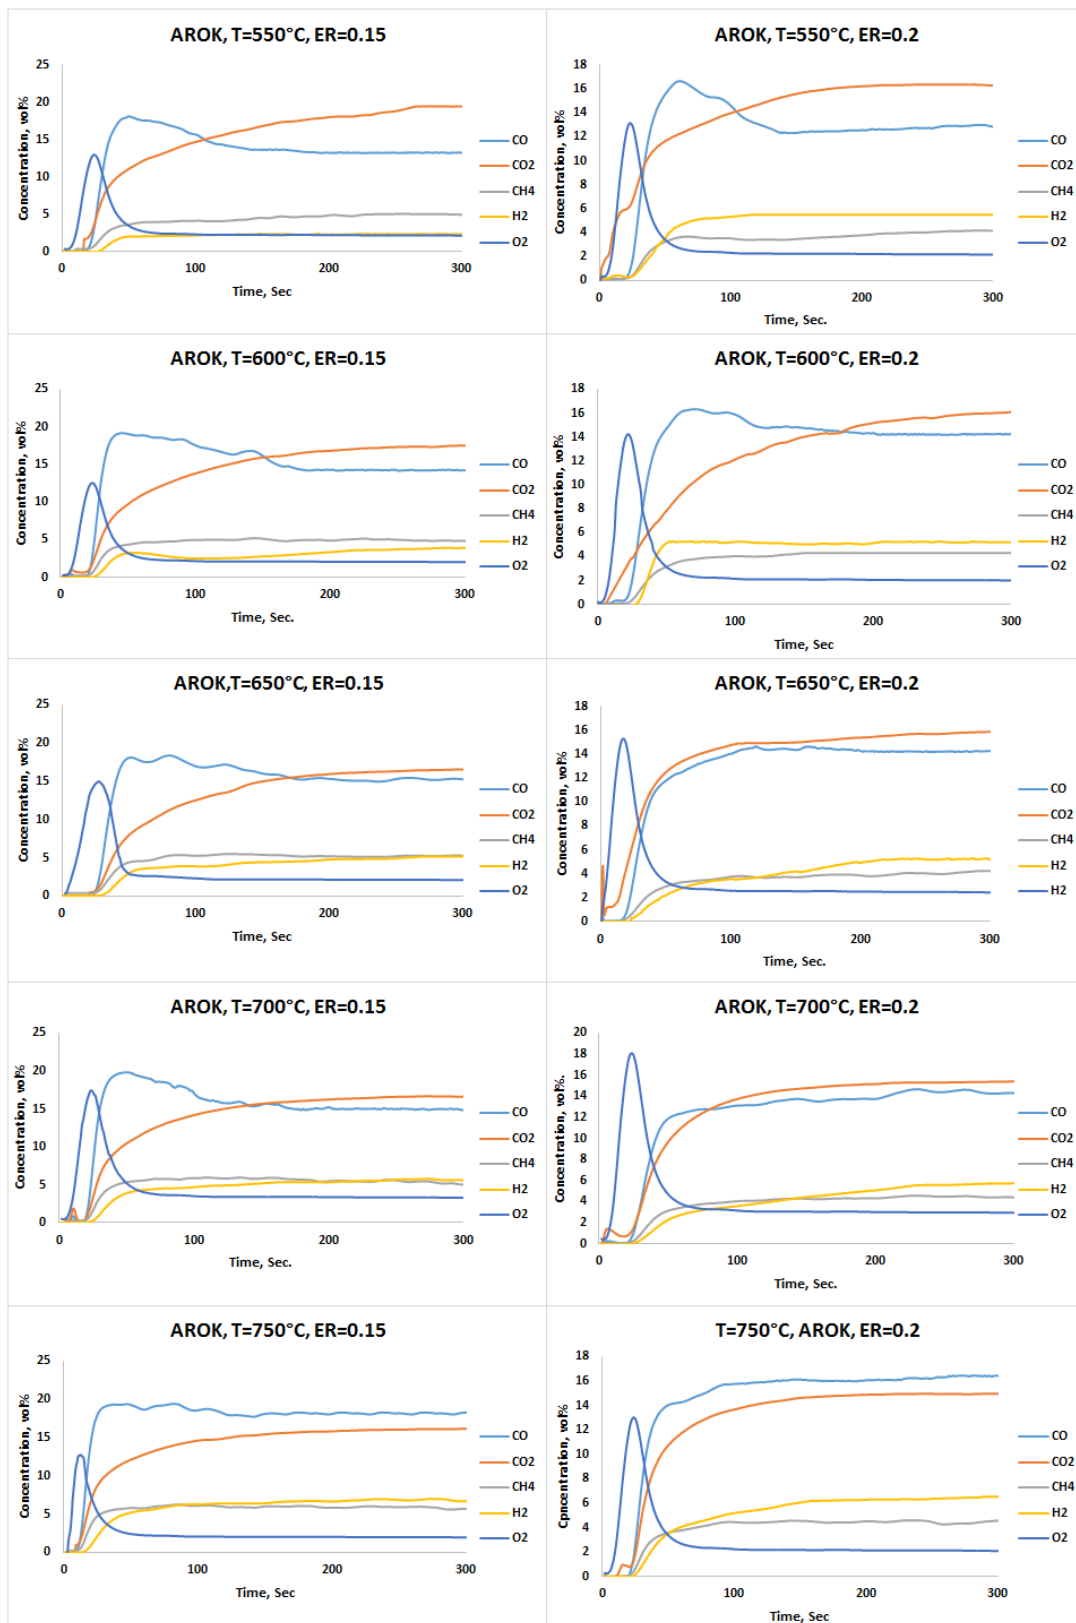 AROK, T=550°C, ER=0.15
Concentration, vol%
25
20
15
10
5
0
0 100 200 300
Time, Sec
CO
CO2
CH4
H2
O2
AROK, T=550°C, ER=0.2
Concentration, vol%
18
16
14
12
10
8
6
4
2
0
0 100 200 300
Time, Sec.
CO
CO2
CH4
H2
O2
AROK, T=600°C, ER=0.15
Concentration, vol%
25
20
15
10
5
0
0 100 200 300
Time, Sec.
CO
CO2
CH4
H2
O2
AROK, T=600°C, ER=0.2
Concentration, vol%
18
16
14
12
10
8
6
4
2
0
0 100 200 300
Time, Sec
CO
CO2
CH4
H2
O2
AROK,T=650°C, ER=0.15
Concentration, vol%
25
20
15
10
5
0
0 100 200 300
Time, Sec
CO
CO2
CH4
H2
O2
AROK, T=650°C, ER=0.2
Concentration, vol%
18
16
14
12
10
8
6
4
2
0
0 100 200 300
Time, Sec.
CO
CO2
CH4
H2
H2
AROK, T=700°C, ER=0.15
Concentration, vol%
25
20
15
10
5
0
0 100 200 300
Time, Sec.
CO
CO2
CH4
H2
O2
AROK, T=700°C, ER=0.2
Concentration, vol%.
20
18
16
14
12
10
8
6
4
2
0
0 100 200 300
Time, Sec.
CO
CO2
CH4
H2
O2
AROK, T=750°C, ER=0.15
Concentration, vol%
25
20
15
10
5
0
0 100 200 300
Time, Sec.
CO
CO2
CH4
H2
O2
T=750°C, AROK, ER=0.2
Cpncentration, vol%
18
16
14
12
10
8
6
4
2
0
0 100 200 300
Time, Sec.
CO
CO2
CH4
H2
O2